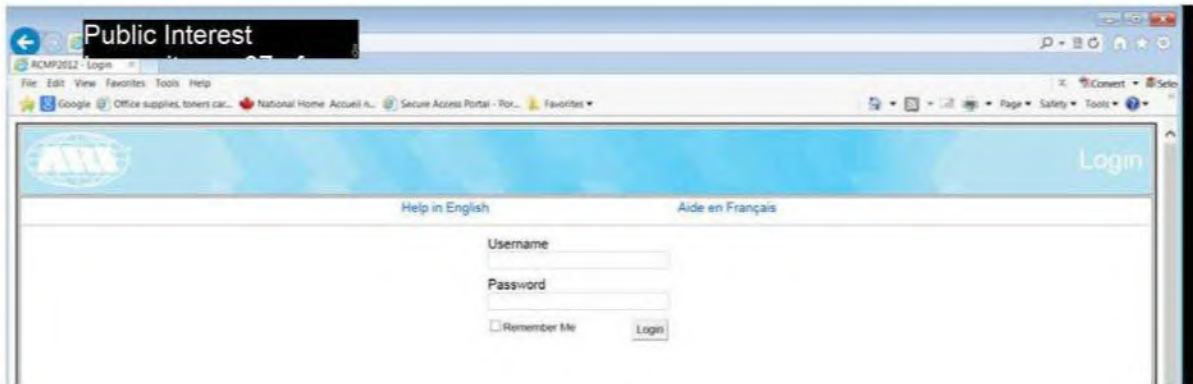 Public Interest
RCMP2012 - Login
File Edit View Favorites Tools Help
X Convert
Google Office supplies, toners car... National Home Accueil n... Secure Access Portal - Por... Favorites
Page Safety Tools
Login
Help in English Aide en Français
Username
Password
Remember Me Login